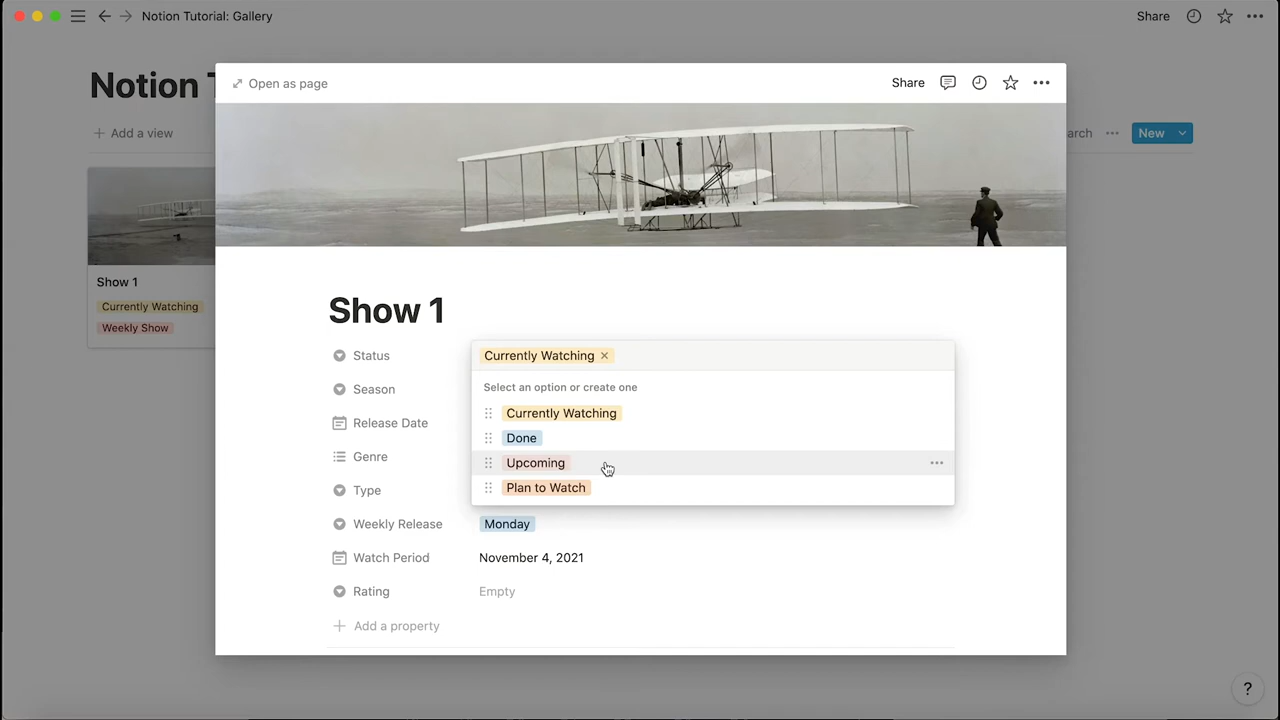 Notion Tutorial: Gallery
Share
Notion T
Add a view
arch
New
Show 1
Currently Watching
Weekly Show
Open as page
Share
Show 1
Status
Currently Watching
Select an option or create one
Currently Watching
Done
Upcoming
Plan to Watch
Season
Release Date
Genre
Type
Weekly Release Monday
Watch Period November 4, 2021
Rating Empty
Add a property
?